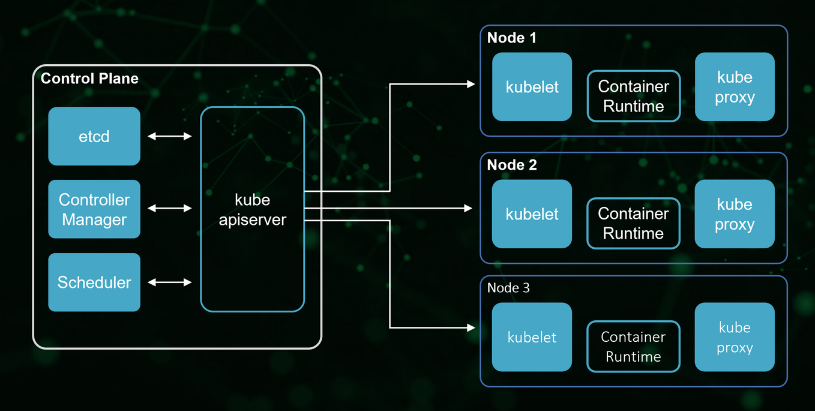 Control Plane
etcd
Controller
Manager
Scheduler
kube
apiserver
Node 1
kubelet
Container
Runtime
kube
proxy
Node 2
kubelet
Container
Runtime
kube
proxy
Node 3
kubelet
Container
Runtime
kube
proxy